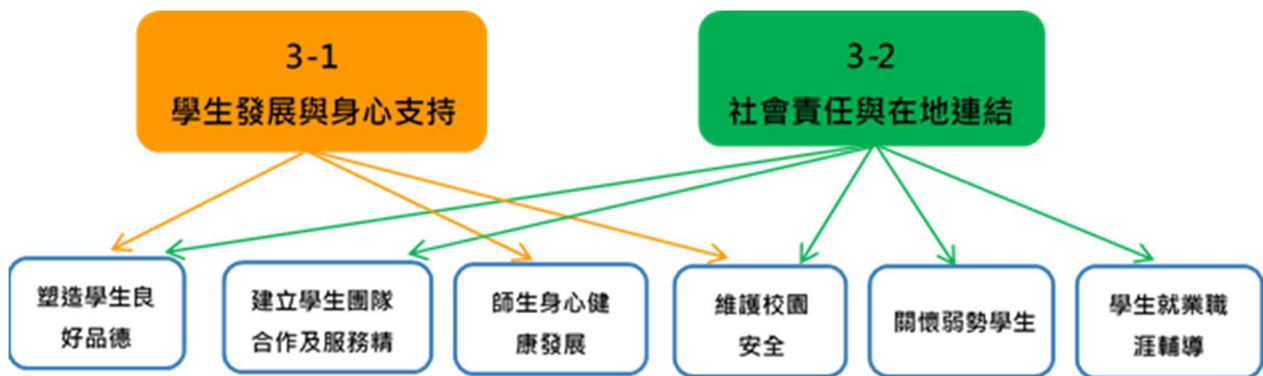 3-1
學生發展與身心支持
3-2
社會責任與在地連結
塑造學生良
好品德
建立學生團隊
合作及服務精
師生身心健
康發展
維護校園
安全
關懷弱勢學生
學生就業職
涯輔導